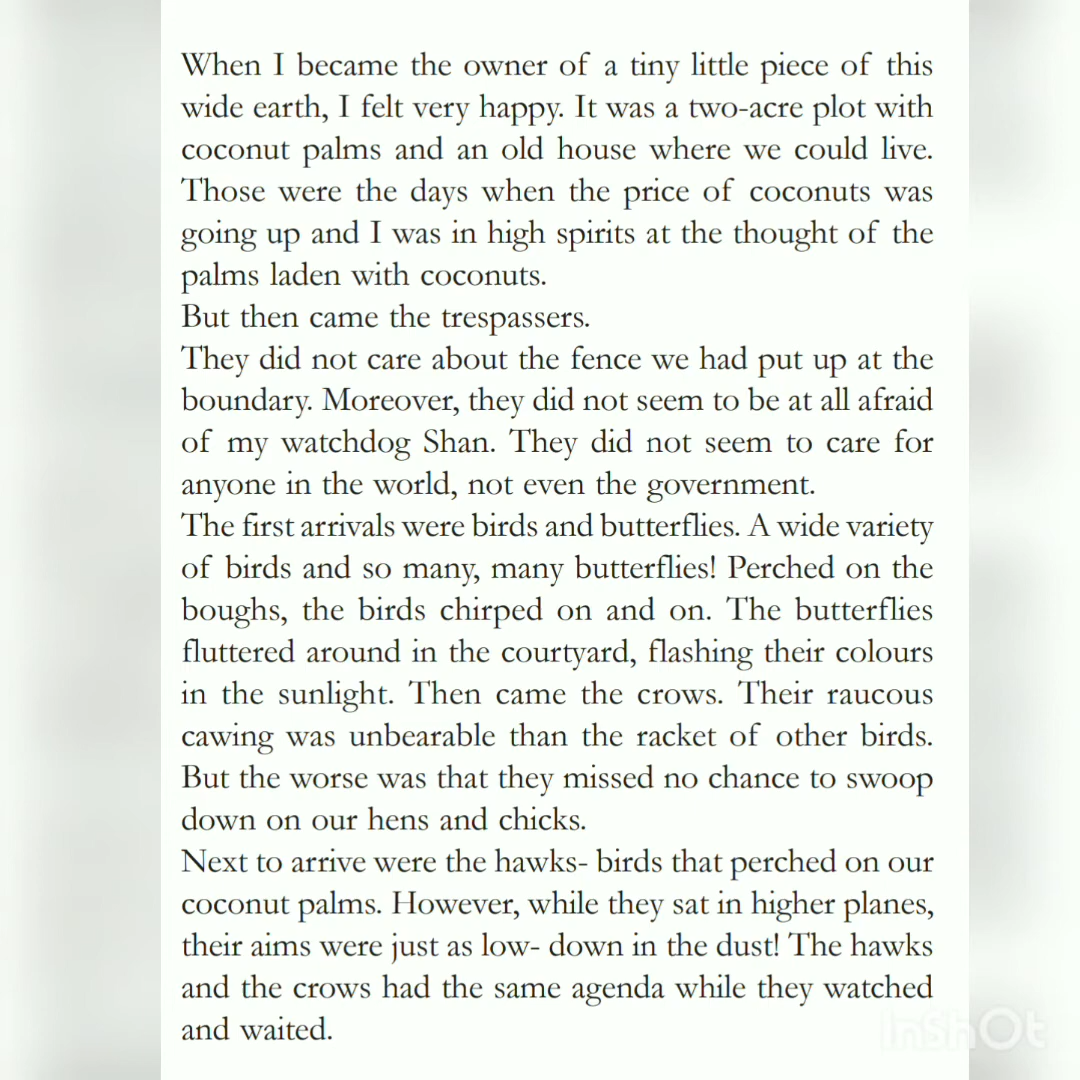 When I became the owner of a tiny little piece of this
wide earth, I felt very happy. It was a two-acre plot with
coconut palms and an old house where we could live.
Those were the days when the price of coconuts was
going up and I was in high spirits at the thought of the
palms laden with coconuts.
But then came the trespassers.
They did not care about the fence we had put up at the
boundary. Moreover, they did not seem to be at all afraid
of my watchdog Shan. They did not seem to care for
anyone in the world, not even the government.
The first arrivals were birds and butterflies. A wide variety
of birds and so many, many butterflies! Perched on the
boughs, the birds chirped on and on. The butterflies
fluttered around in the courtyard, flashing their colours
in the sunlight. Then came the crows. Their raucous
cawing was unbearable than the racket of other birds.
But the worse was that they missed no chance to swoop
down on our hens and chicks.
Next to arrive were the hawks- birds that perched on our
coconut palms. However, while they sat in higher planes,
their aims were just as low- down in the dust! The hawks
and the crows had the same agenda while they watched
and waited.
InShOt